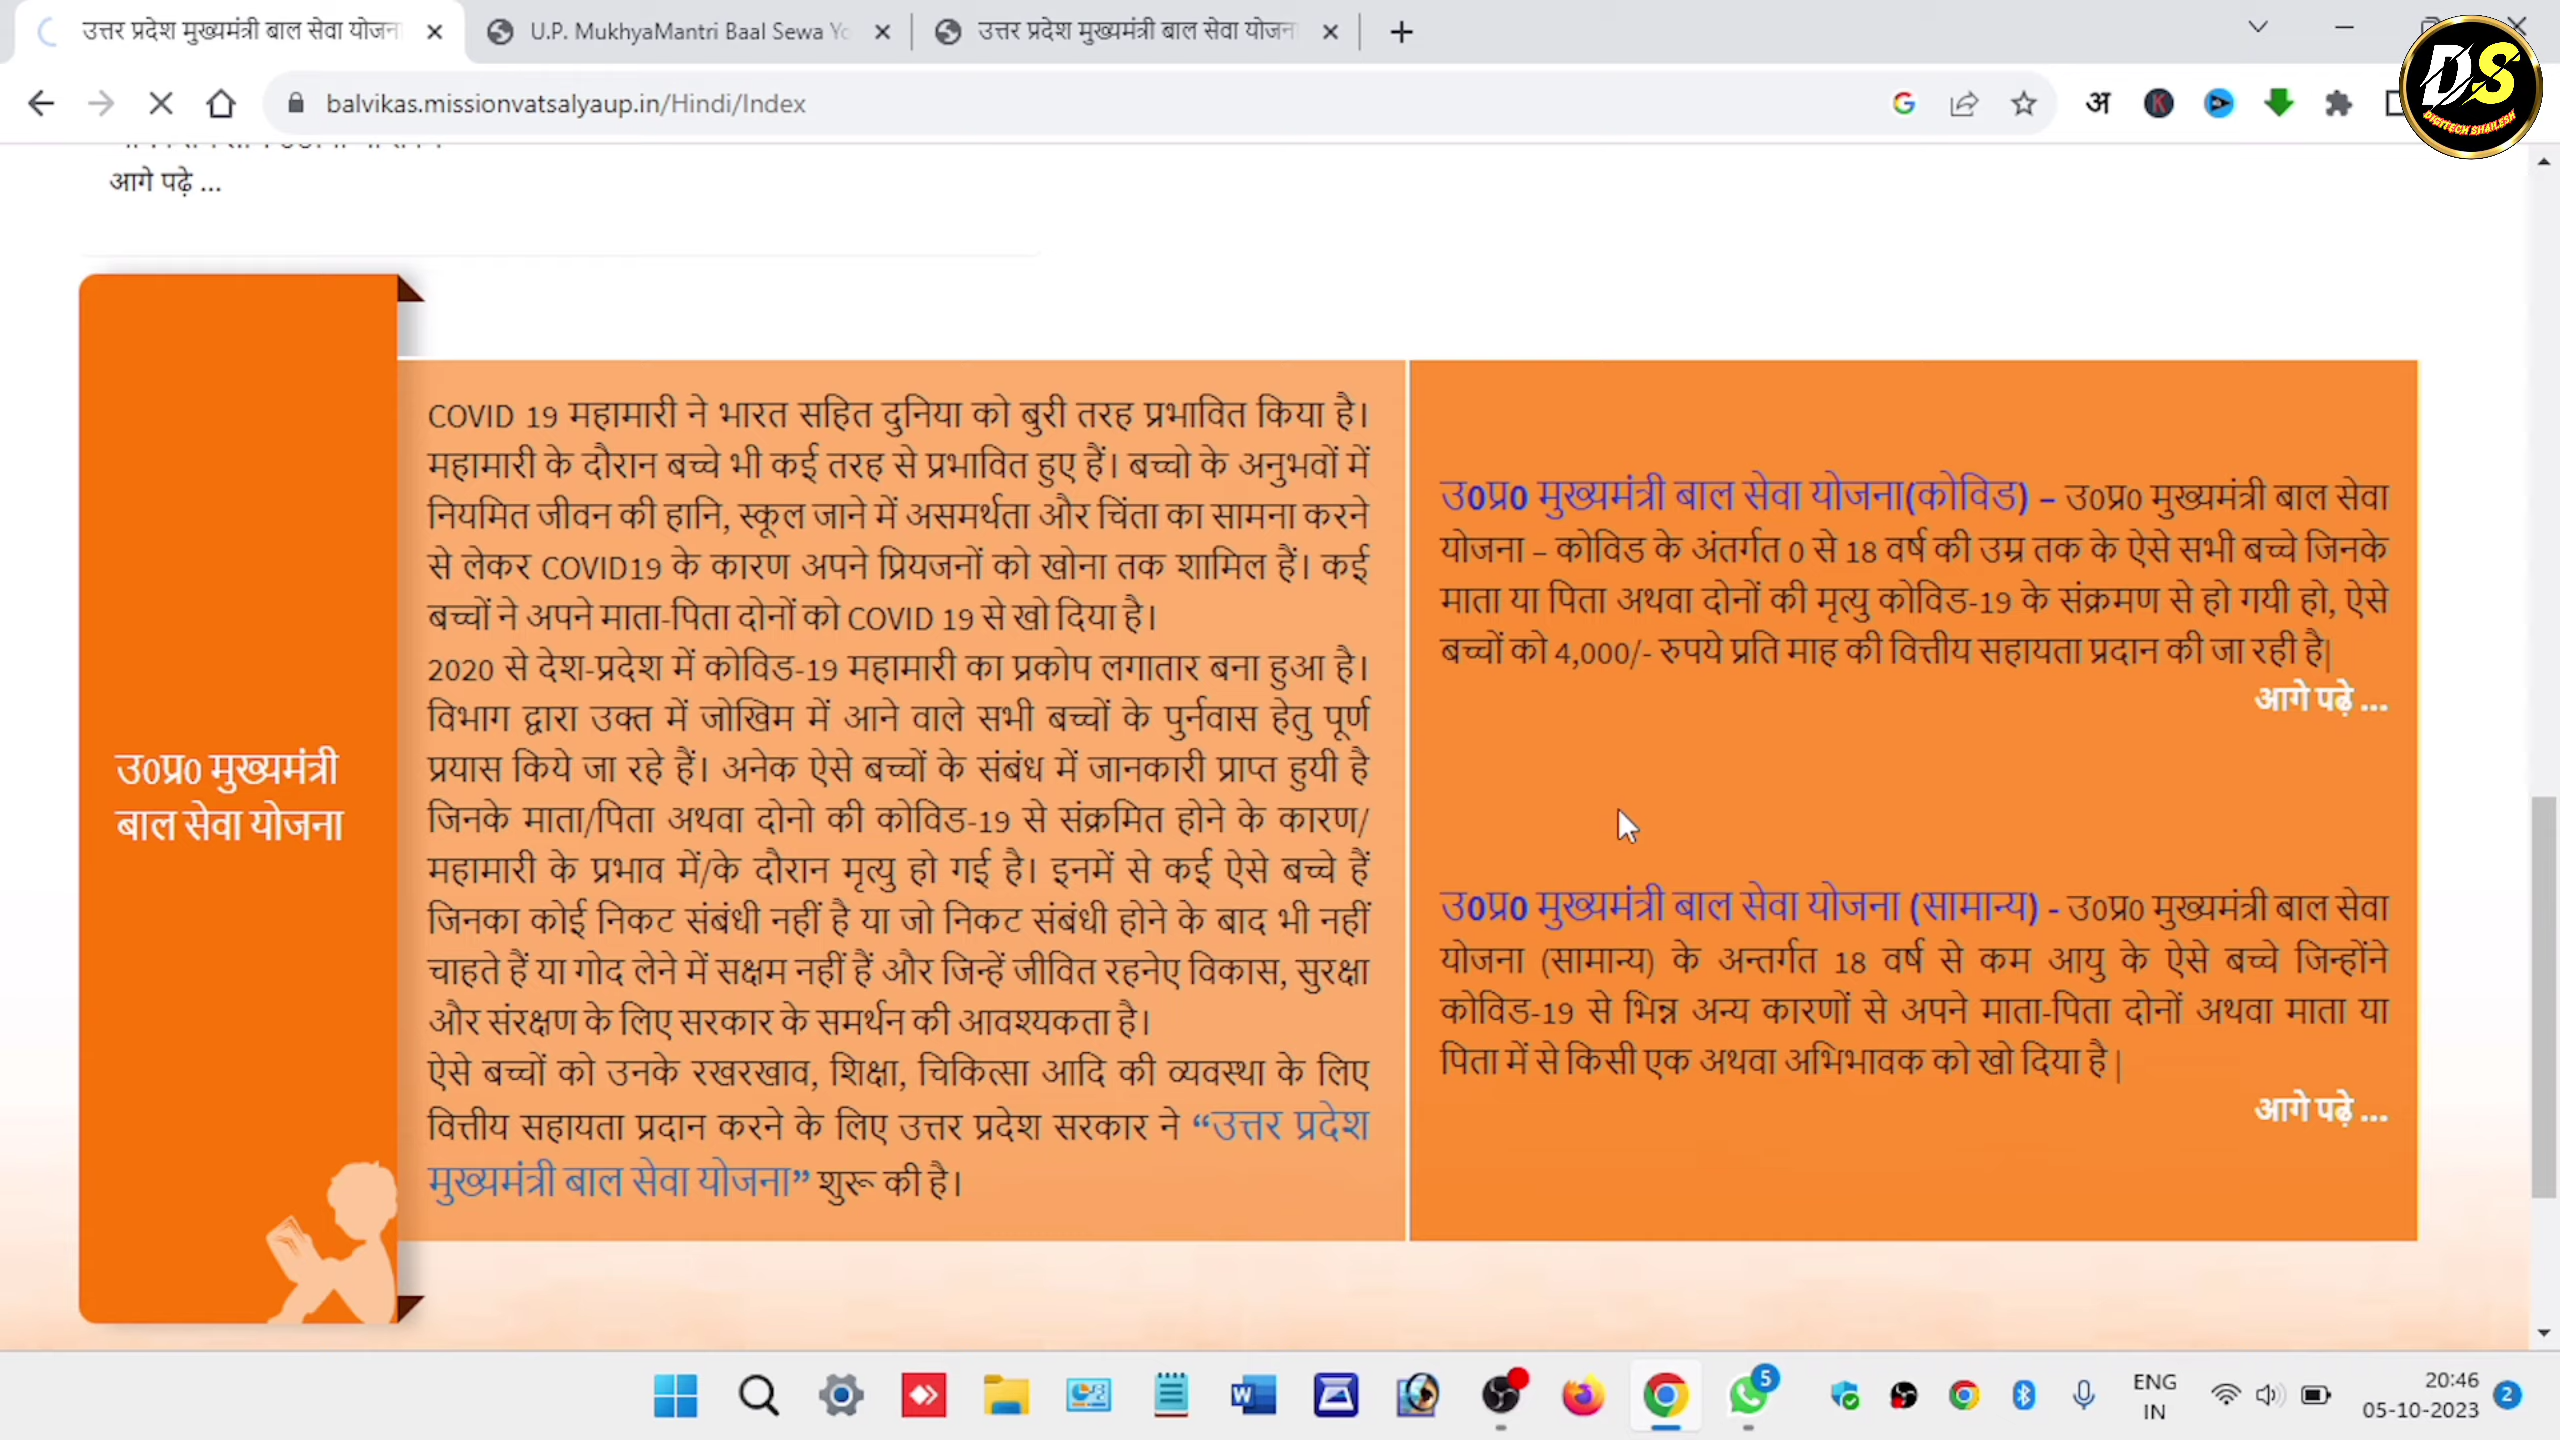 उत्तर प्रदेश मुख्यमंत्री बाल सेवा योजन
U.P. MukhyaMantri Baal Sewa Yo
उत्तर प्रदेश मुख्यमंत्री बाल सेवा योजन
balvikas.missionvatsalyaup.in/Hindi/Index
DS
DIGITECH SHAILESH
आगे पढ़े ...
उ0प्र0 मुख्यमंत्री
बाल सेवा योजना
COVID 19 महामारी ने भारत सहित दुनिया को बुरी तरह प्रभावित किया है।
महामारी के दौरान बच्चे भी कई तरह से प्रभावित हुए हैं। बच्चो के अनुभवों में
नियमित जीवन की हानि, स्कूल जाने में असमर्थता और चिंता का सामना करने
से लेकर COVID19 के कारण अपने प्रियजनों को खोना तक शामिल हैं। कई
बच्चों ने अपने माता-पिता दोनों को COVID 19 से खो दिया है।
2020 से देश-प्रदेश में कोविड-19 महामारी का प्रकोप लगातार बना हुआ है।
विभाग द्वारा उक्त में जोखिम में आने वाले सभी बच्चों के पुर्नवास हेतु पूर्ण
प्रयास किये जा रहे हैं। अनेक ऐसे बच्चों के संबंध में जानकारी प्राप्त हुयी है
जिनके माता/पिता अथवा दोनो की कोविड-19 से संक्रमित होने के कारण/
महामारी के प्रभाव में/के दौरान मृत्यु हो गई है। इनमें से कई ऐसे बच्चे हैं
जिनका कोई निकट संबंधी नहीं है या जो निकट संबंधी होने के बाद भी नहीं
चाहते हैं या गोद लेने में सक्षम नहीं हैं और जिन्हें जीवित रहनेए विकास, सुरक्षा
और संरक्षण के लिए सरकार के समर्थन की आवश्यकता है।
ऐसे बच्चों को उनके रखरखाव, शिक्षा, चिकित्सा आदि की व्यवस्था के लिए
वित्तीय सहायता प्रदान करने के लिए उत्तर प्रदेश सरकार ने “उत्तर प्रदेश
मुख्यमंत्री बाल सेवा योजना” शुरू की है।
उ0प्र0 मुख्यमंत्री बाल सेवा योजना(कोविड) – उ0प्र0 मुख्यमंत्री बाल सेवा
योजना – कोविड के अंतर्गत 0 से 18 वर्ष की उम्र तक के ऐसे सभी बच्चे जिनके
माता या पिता अथवा दोनों की मृत्यु कोविड-19 के संक्रमण से हो गयी हो, ऐसे
बच्चों को 4,000/- रुपये प्रति माह की वित्तीय सहायता प्रदान की जा रही है|
आगे पढ़े ...
उ0प्र0 मुख्यमंत्री बाल सेवा योजना (सामान्य) - उ0प्र0 मुख्यमंत्री बाल सेवा
योजना (सामान्य) के अन्तर्गत 18 वर्ष से कम आयु के ऐसे बच्चे जिन्होंने
कोविड-19 से भिन्न अन्य कारणों से अपने माता-पिता दोनों अथवा माता या
पिता में से किसी एक अथवा अभिभावक को खो दिया है |
आगे पढ़े ...
5
ENG
IN
20:46
05-10-2023
2